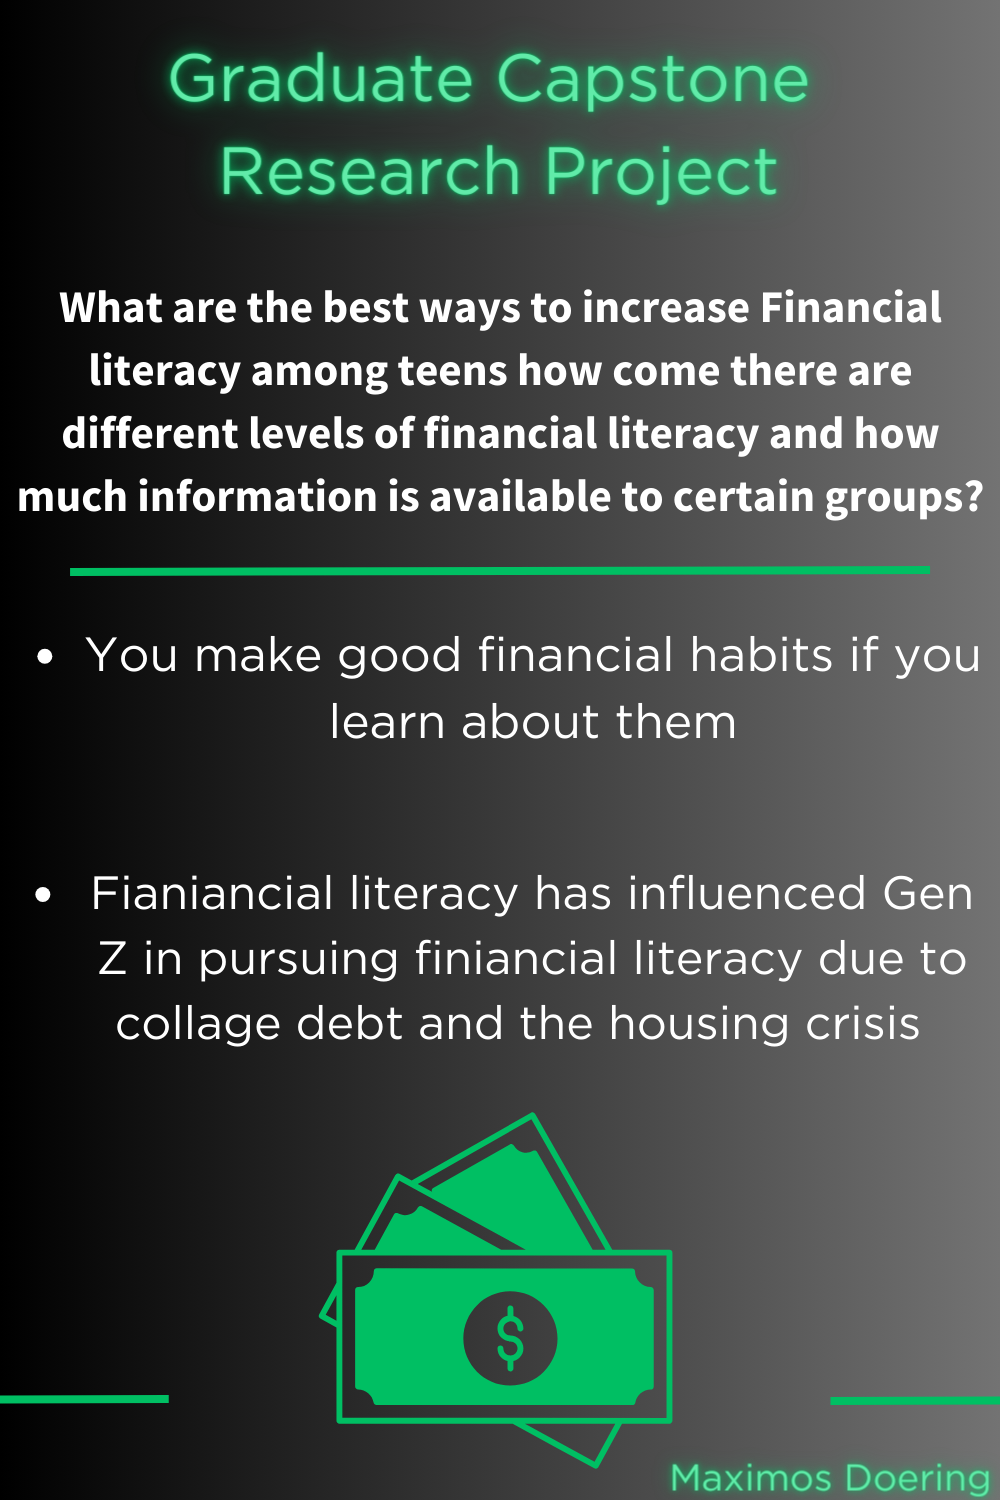 Graduate Capstone
Research Project
What are the best ways to increase Financial
literacy among teens how come there are
different levels of financial literacy and how
much information is available to certain groups?
• You make good financial habits if you
learn about them
• Fianiancial literacy has influenced Gen
Z in pursuing finiancial literacy due to
collage debt and the housing crisis
$
Maximos Doering